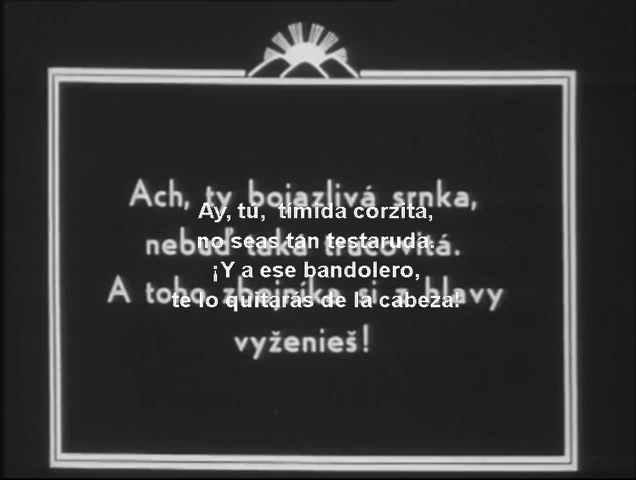 Ach, ty bojazlivá srnka,
nebuď taká trucovitá.
A toho zbojníka si z hlavy
vyženieš!
Ay, tú, tímida corzita,
no seas tan testaruda.
¡Y a ese bandolero,
te lo quitarás de la cabeza!